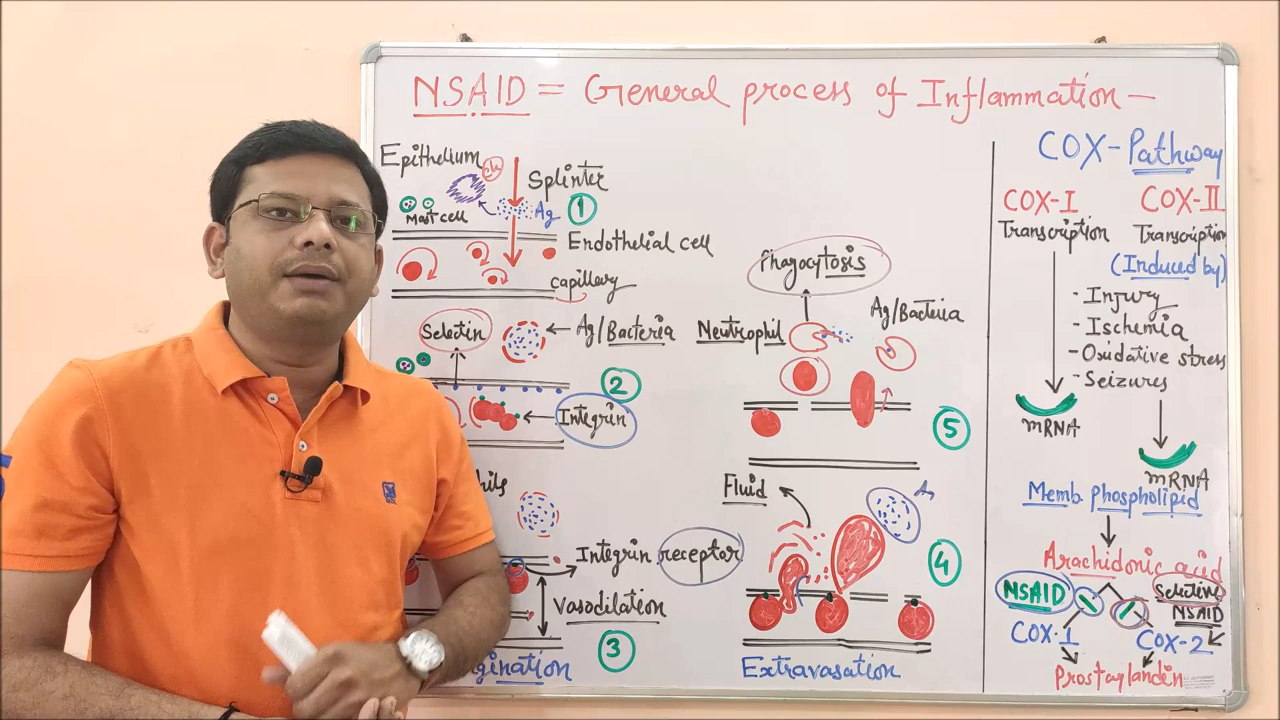 NSAID = General process of Inflammation —
Epithelium
Splinter
Mast cell
Ag
1
Endothelial cell
capillary
Selectin
Ag/Bacteria
2
Integrin
Integrin receptor
Vasodilation
3
Phagocytosis
Neutrophil
Ag/Bacteria
5
Fluid
Ag
4
Extravasation
COX-Pathway
COX-I
Transcription
mRNA
COX-II
Transcription
(Induced by)
- Injury
- Ischemia
- Oxidative stress
- Seizures
mRNA
Memb Phospholipid
Arachidonic acid
NSAID
Selective
NSAID
COX-1
COX-2
Prostaylandin